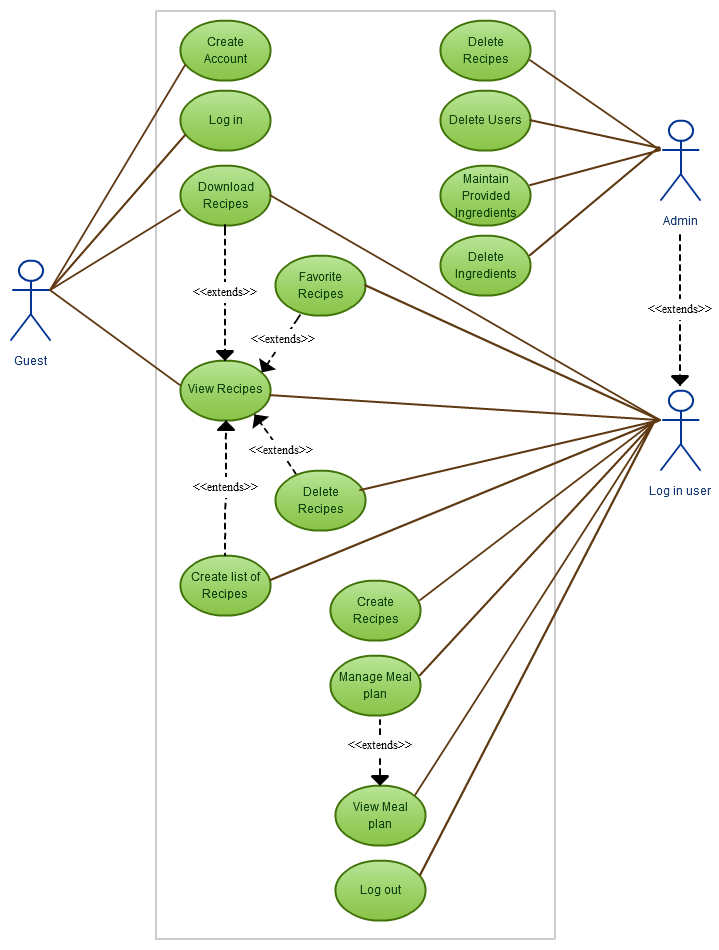 Create
Account
Delete
Recipes
Log in
Delete Users
Download
Recipes
Maintain
Provided
Ingredients
Admin
Delete
Ingredients
<<extends>>
Favorite
Recipes
<<extends>>
<<extends>>
Guest
View Recipes
<<extends>>
<<entends>>
Delete
Recipes
Log in user
Create list of
Recipes
Create
Recipes
Manage Meal
plan
<<extends>>
View Meal
plan
Log out